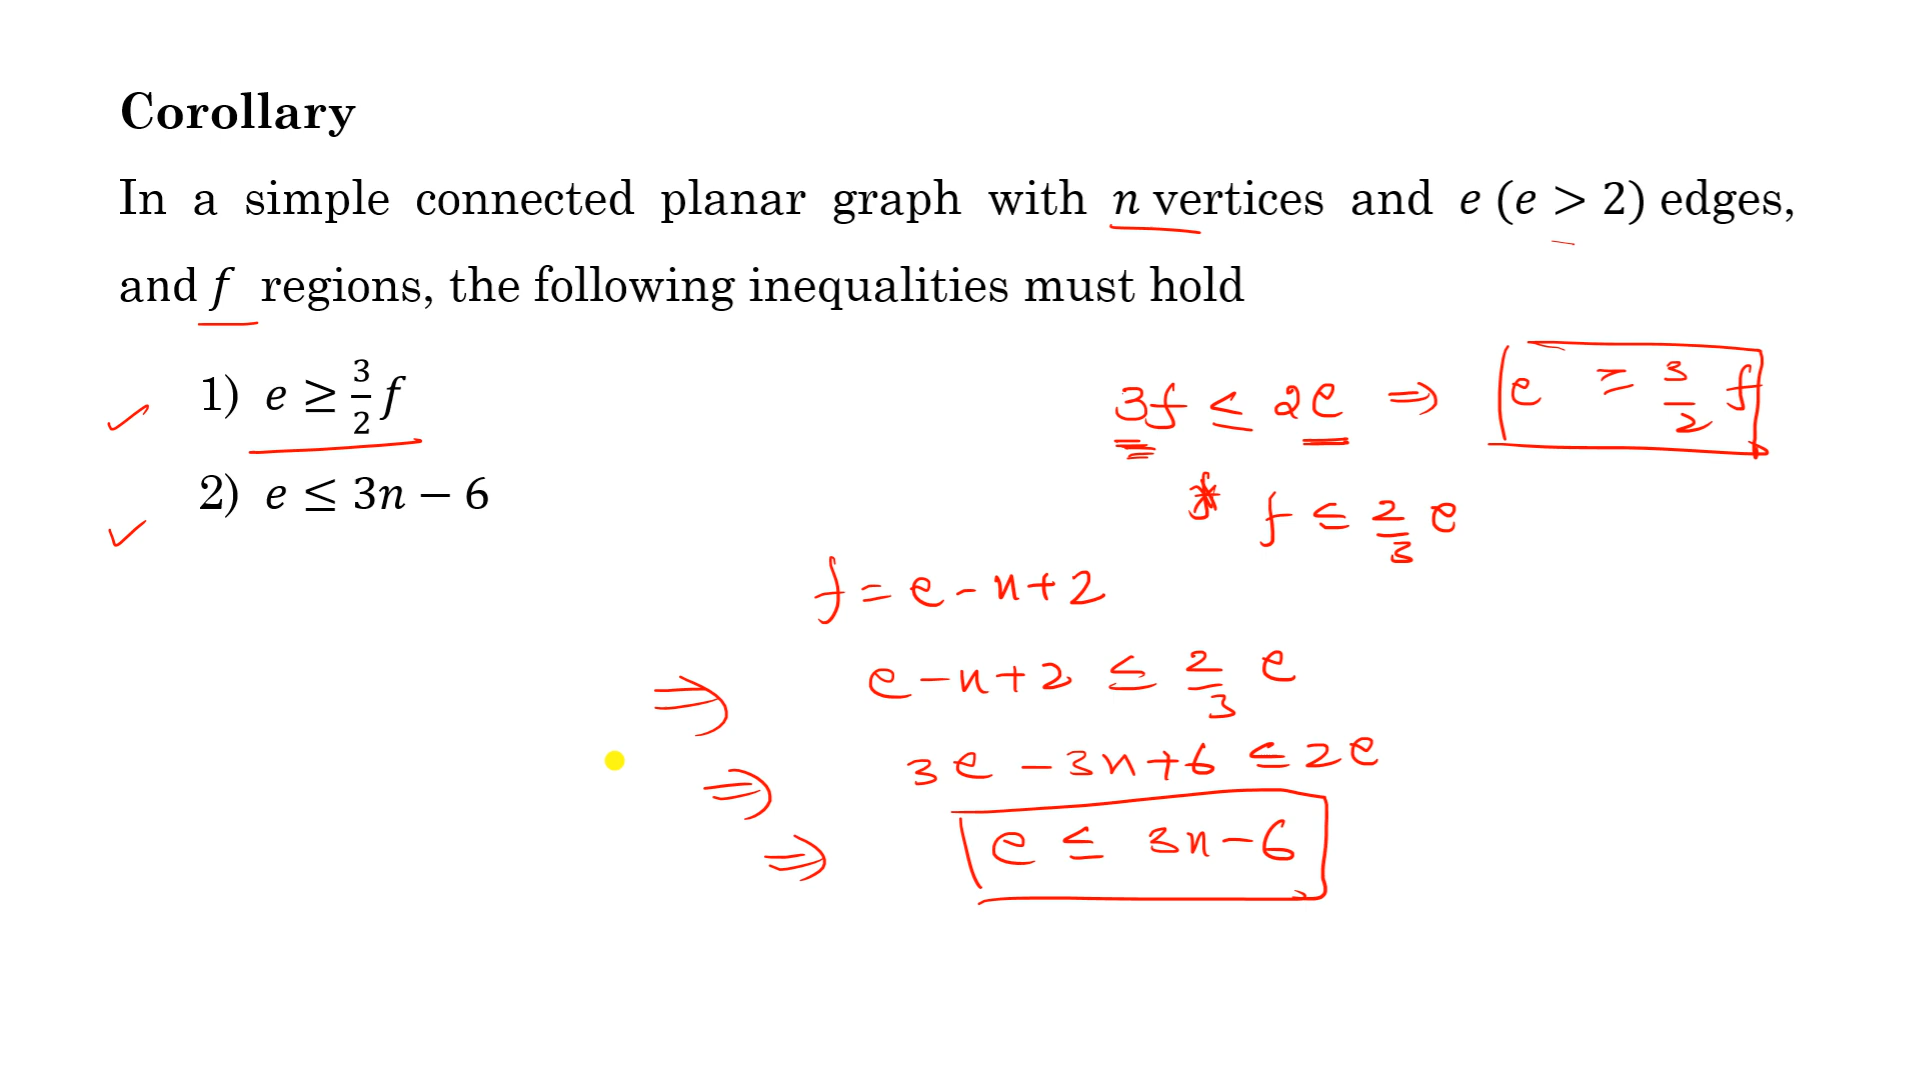 Corollary
In a simple connected planar graph with n vertices and e (e > 2) edges,
and f regions, the following inequalities must hold
1) e ≥ 3/2 f
3f ≤ 2e ⇒ e ≥ 3/2 f
2) e ≤ 3n − 6
* f ≤ 2/3 e
f = e - n + 2
⇒ e - n + 2 ≤ 2/3 e
⇒ 3e - 3n + 6 ≤ 2e
⇒ e ≤ 3n - 6